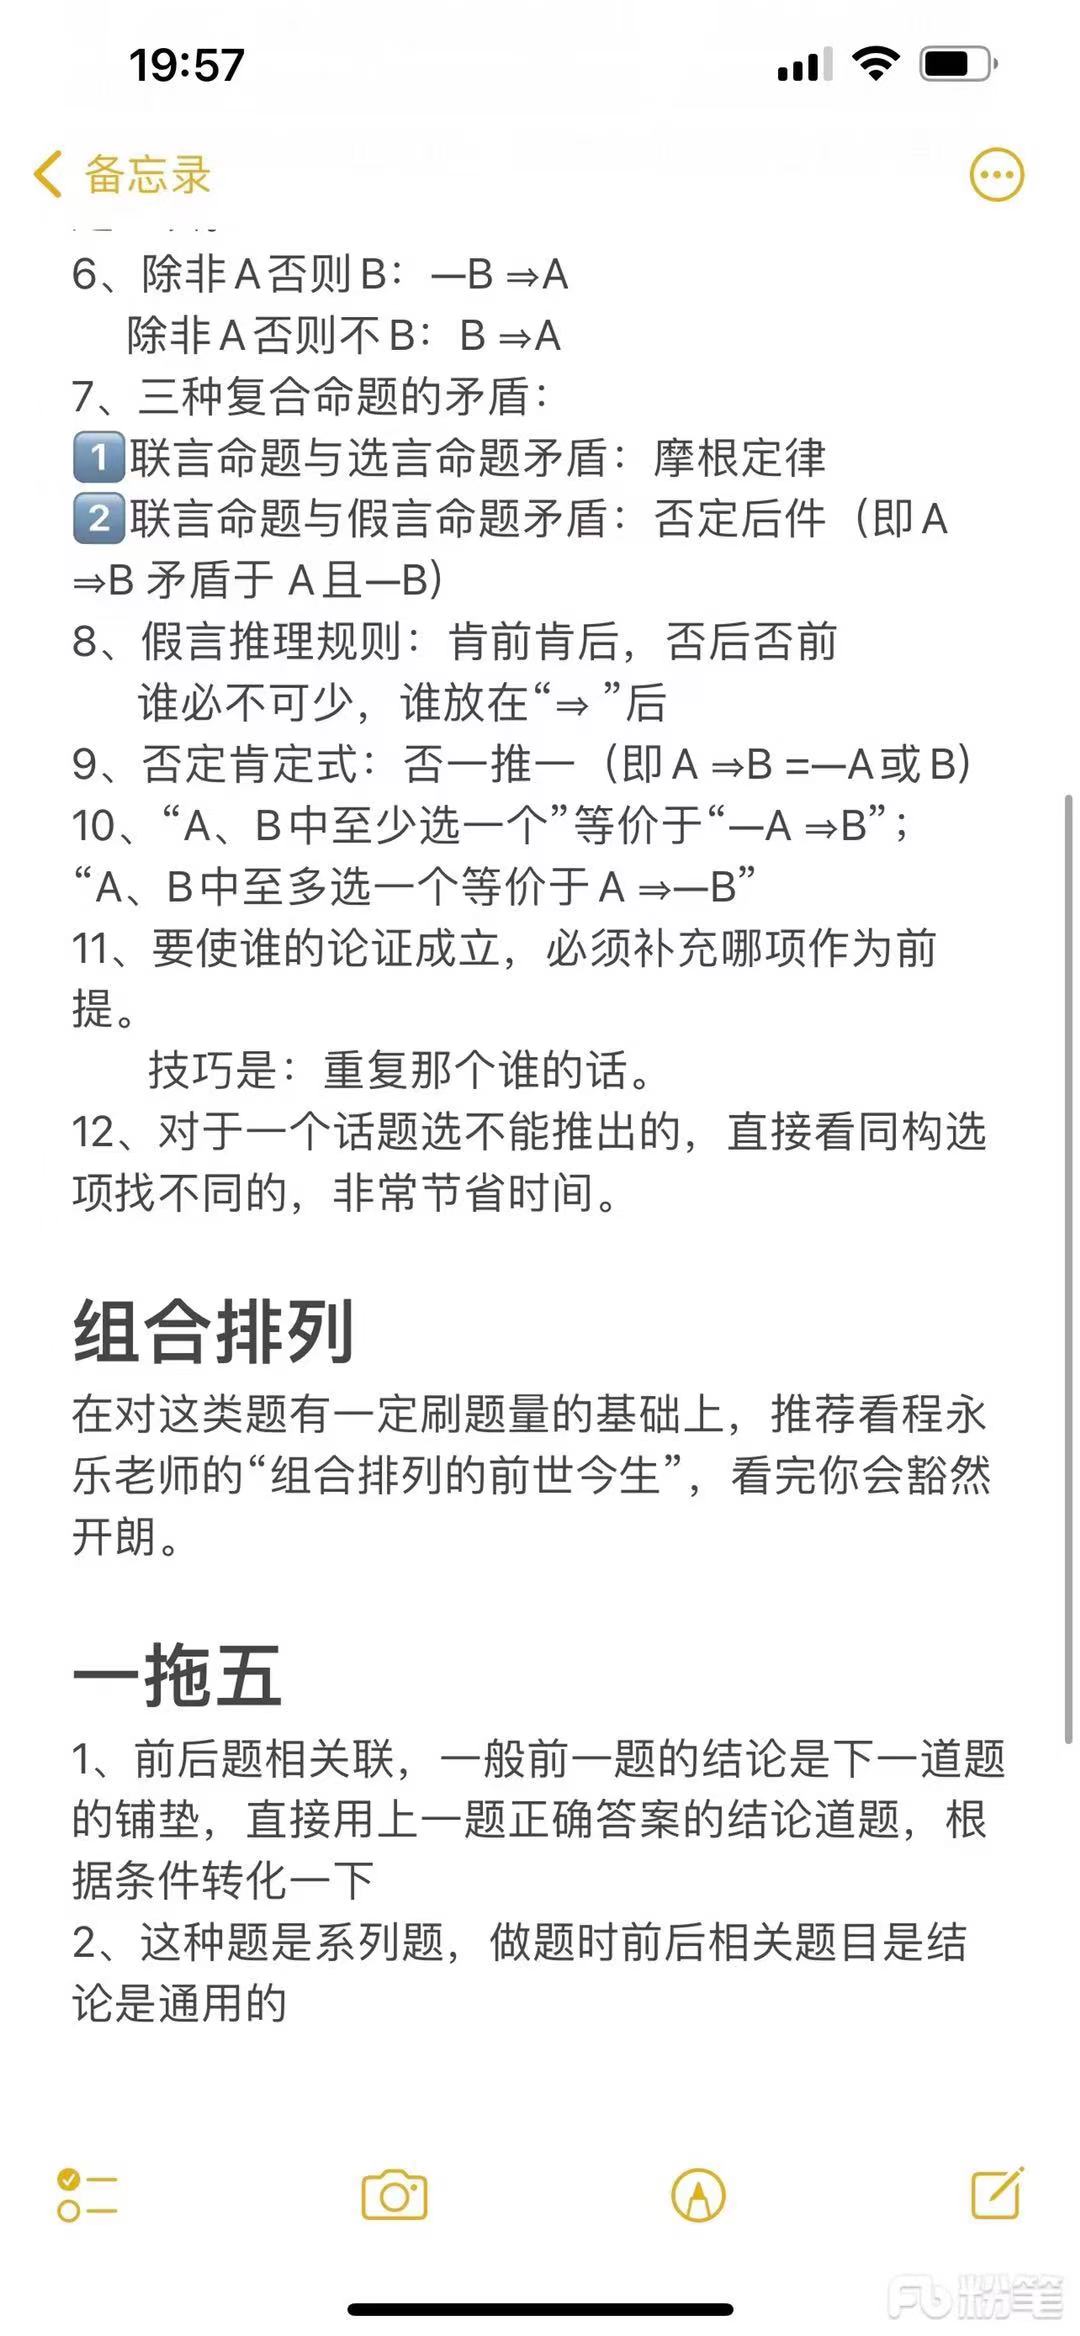 19:57
备忘录
6、除非A否则B：—B ⇒A
除非A否则不B：B ⇒A
7、三种复合命题的矛盾：
1联言命题与选言命题矛盾：摩根定律
2联言命题与假言命题矛盾：否定后件（即A
⇒B 矛盾于 A且—B）
8、假言推理规则：肯前肯后，否后否前
谁必不可少，谁放在“⇒ ”后
9、否定肯定式：否一推一（即A ⇒B =—A或B）
10、“A、B中至少选一个”等价于“—A ⇒B”；
“A、B中至多选一个等价于A ⇒—B”
11、要使谁的论证成立，必须补充哪项作为前
提。
技巧是：重复那个谁的话。
12、对于一个话题选不能推出的，直接看同构选
项找不同的，非常节省时间。
组合排列
在对这类题有一定刷题量的基础上，推荐看程永
乐老师的“组合排列的前世今生”，看完你会豁然
开朗。
一拖五
1、前后题相关联，一般前一题的结论是下一道题
的铺垫，直接用上一题正确答案的结论道题，根
据条件转化一下
2、这种题是系列题，做题时前后相关题目是结
论是通用的
粉笔